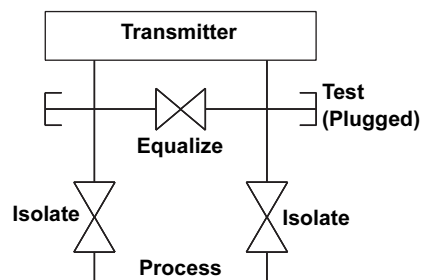 Transmitter
Test
(Plugged)
Equalize
Isolate
Isolate
Process